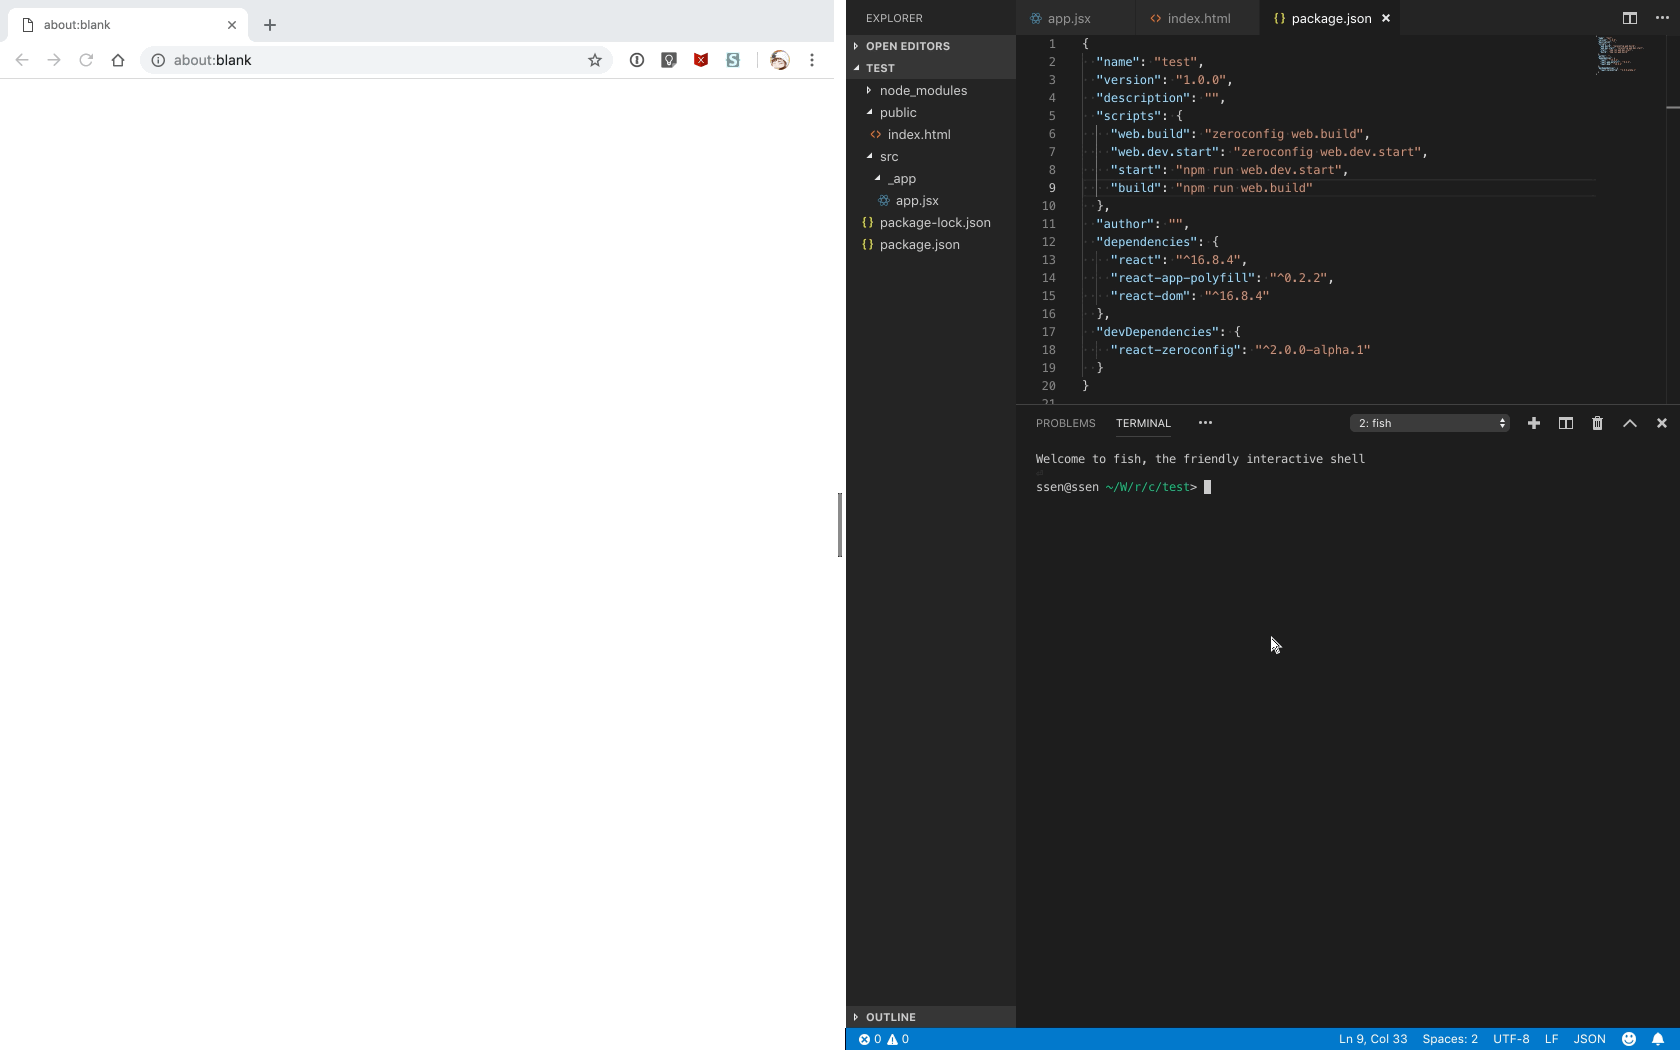 about:blank
about:blank
EXPLORER
OPEN EDITORS
TEST
node_modules
public
index.html
src
_app
app.jsx
package-lock.json
package.json
OUTLINE
app.jsx
index.html
package.json
1 {
2 "name": "test",
3 "version": "1.0.0",
4 "description": "",
5 "scripts": {
6 "web.build": "zeroconfig web.build",
7 "web.dev.start": "zeroconfig web.dev.start",
8 "start": "npm run web.dev.start",
9 "build": "npm run web.build"
10 },
11 "author": "",
12 "dependencies": {
13 "react": "^16.8.4",
14 "react-app-polyfill": "^0.2.2",
15 "react-dom": "^16.8.4"
16 },
17 "devDependencies": {
18 "react-zeroconfig": "^2.0.0-alpha.1"
19 }
20 }
21
PROBLEMS TERMINAL ••• 2: fish
Welcome to fish, the friendly interactive shell
ssen@ssen ~/W/r/c/test>
0 0 Ln 9, Col 33 Spaces: 2 UTF-8 LF JSON